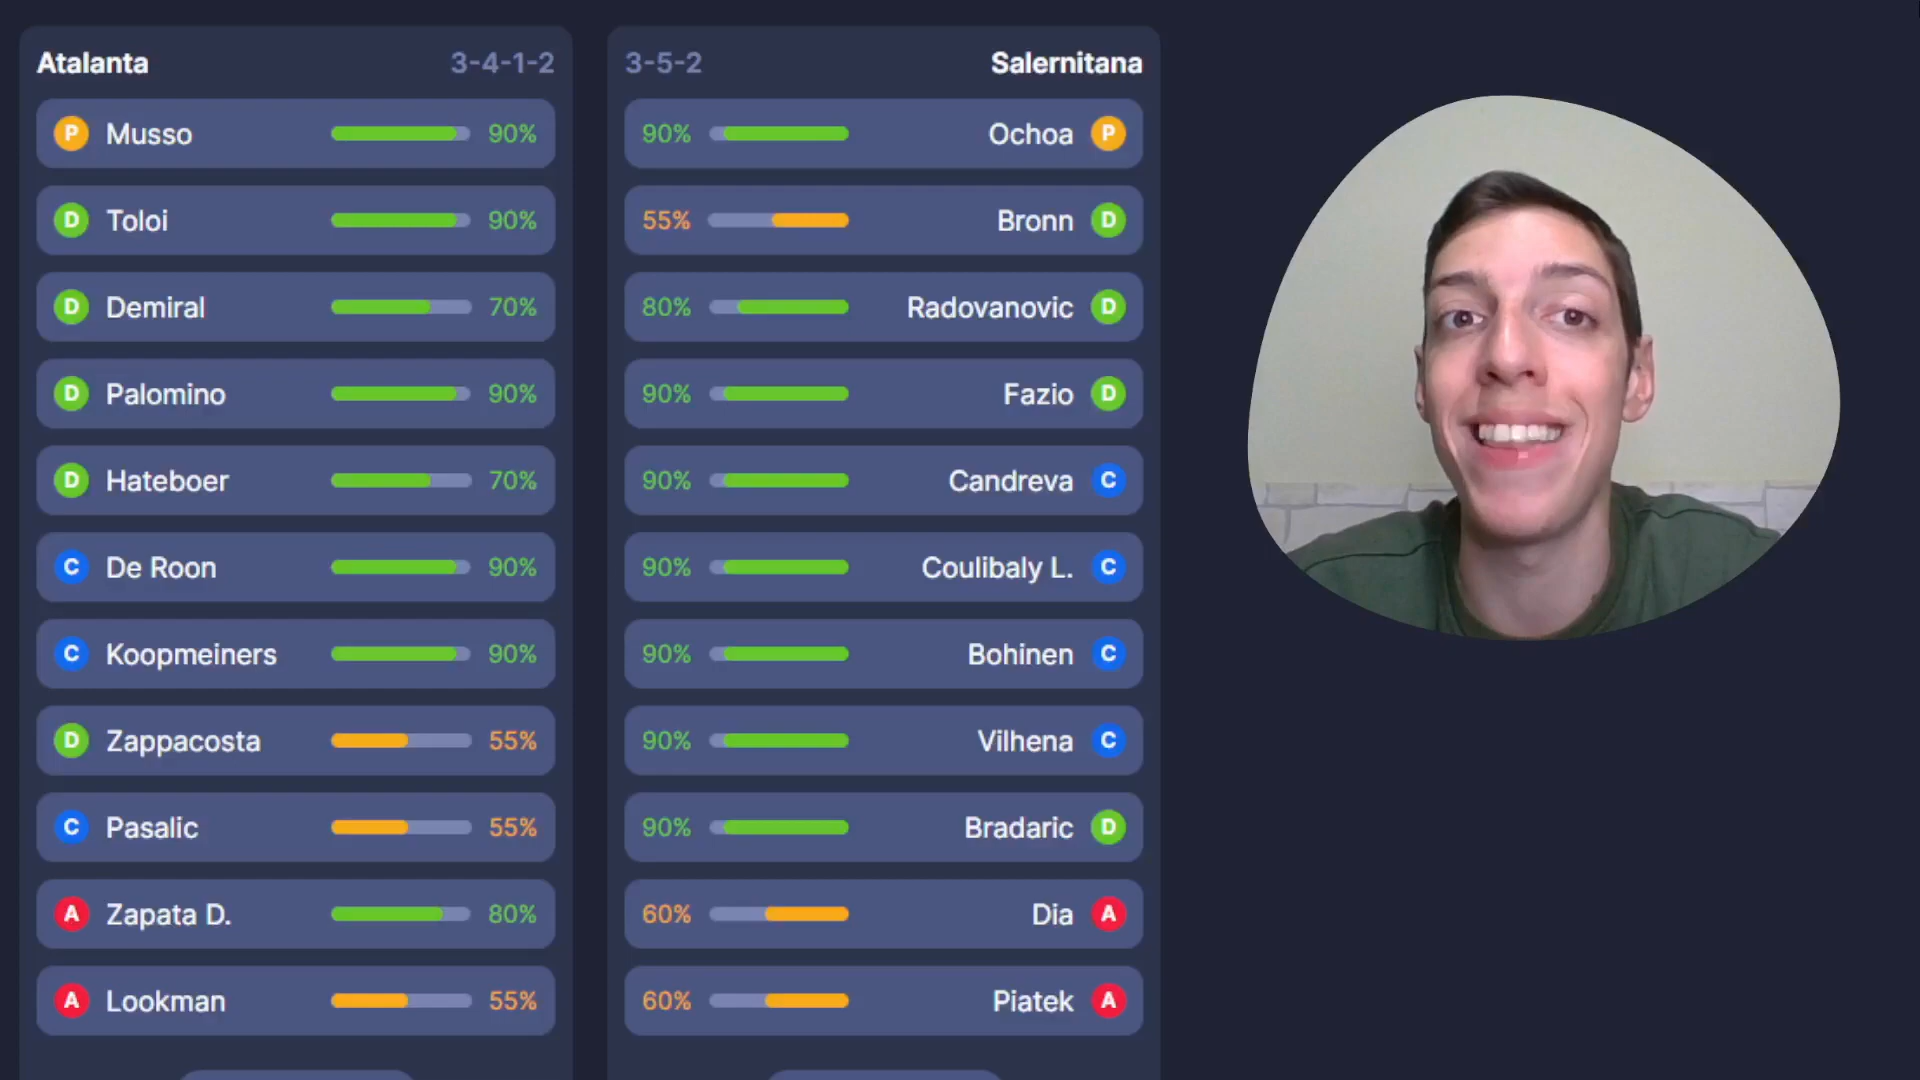 Atalanta 3-4-1-2
P Musso 90%
D Toloi 90%
D Demiral 70%
D Palomino 90%
D Hateboer 70%
C De Roon 90%
C Koopmeiners 90%
D Zappacosta 55%
C Pasalic 55%
A Zapata D. 80%
A Lookman 55%
3-5-2 Salernitana
90% Ochoa P
55% Bronn D
80% Radovanovic D
90% Fazio D
90% Candreva C
90% Coulibaly L. C
90% Bohinen C
90% Vilhena C
90% Bradaric D
60% Dia A
60% Piatek A